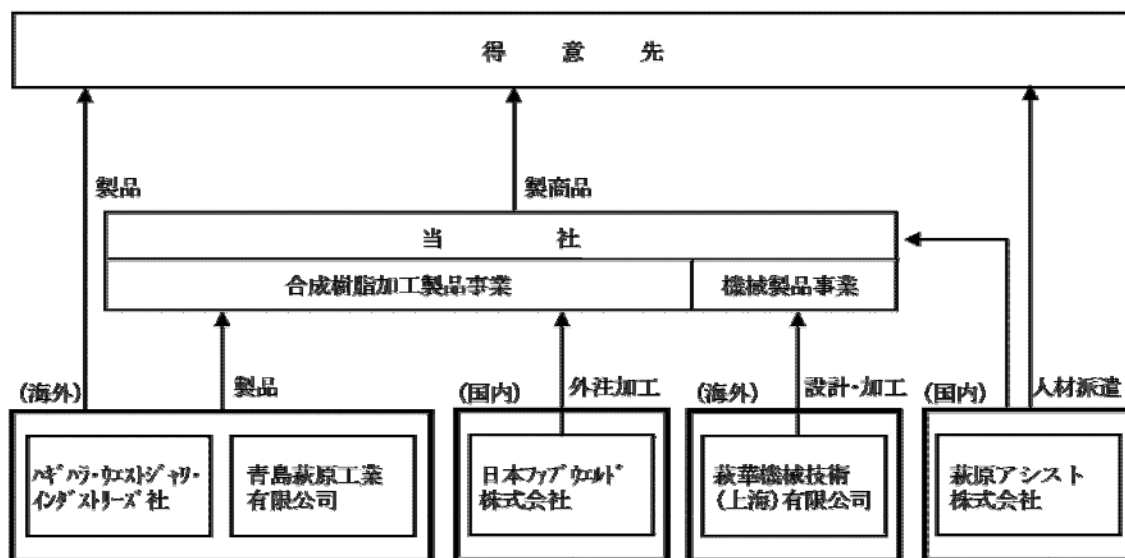 得意先
製品
製商品
当社
合成樹脂加工製品事業
機械製品事業
(海外)
製品
(国内)
外注加工
(海外)
設計・加工
(国内)
人材派遣
ﾊｷﾞﾊﾗ・ｳｴｽﾄｼﾞｬﾜ・
ｲﾝﾀﾞｽﾄﾘｰｽﾞ社
青島萩原工業
有限公司
日本ﾌｧﾌﾞｳｴﾙﾄﾞ
株式会社
萩華機械技術
(上海)有限公司
萩原アシスト
株式会社